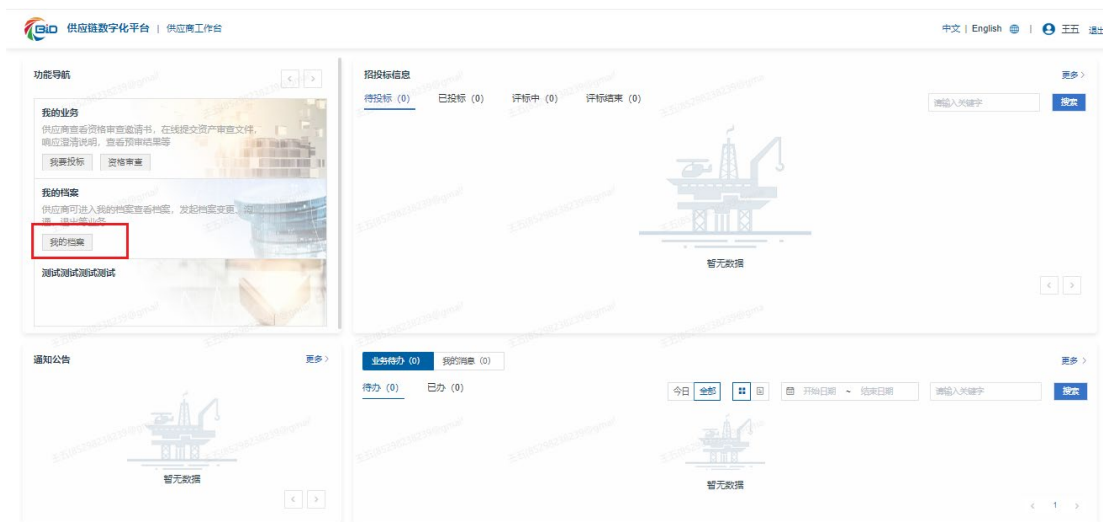 Bid 供应链数字化平台 | 供应商工作台
中文 | English | 王五 退出
功能导航
我的业务
供应商查看资格审查邀请书，在线提交资产审查文件，
响应澄清说明，查看预审结果等
我要投标 资格审查
我的档案
供应商可进入我的档案查看档案，发起档案变更、
退出等业务
我的档案
测试测试测试测试
招投标信息
更多 >
待投标（0） 已投标（0） 评标中（0） 评标结束（0）
请输入关键字 搜索
暂无数据
通知公告
更多 >
暂无数据
业务待办（0） 我的消息（0）
更多 >
待办（0） 已办（0）
今日 全部 开始日期 ~ 结束日期 请输入关键字 搜索
暂无数据
< 1 >